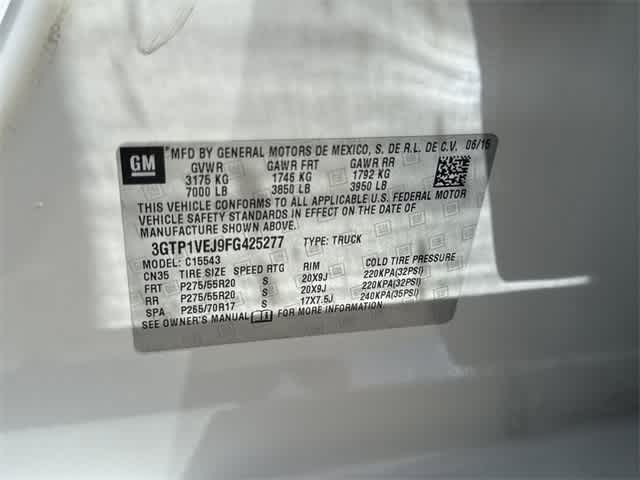 GM
*MFD BY GENERAL MOTORS DE MEXICO, S. DE R.L. DE C.V. 06/15
GVWR GAWR FRT GAWR RR
3175 KG 1746 KG 1792 KG
7000 LB 3850 LB 3950 LB
THIS VEHICLE CONFORMS TO ALL APPLICABLE U.S. FEDERAL MOTOR
VEHICLE SAFETY STANDARDS IN EFFECT ON THE DATE OF
MANUFACTURE SHOWN ABOVE.
3GTP1VEJ9FG425277 TYPE: TRUCK
MODEL: C15543
CN35 TIRE SIZE SPEED RTG RIM COLD TIRE PRESSURE
FRT P275/55R20 S 20X9J 220KPA(32PSI)
RR P275/55R20 S 20X9J 220KPA(32PSI)
SPA P265/70R17 S 17X7.5J 240KPA(35PSI)
SEE OWNER'S MANUAL FOR MORE INFORMATION.